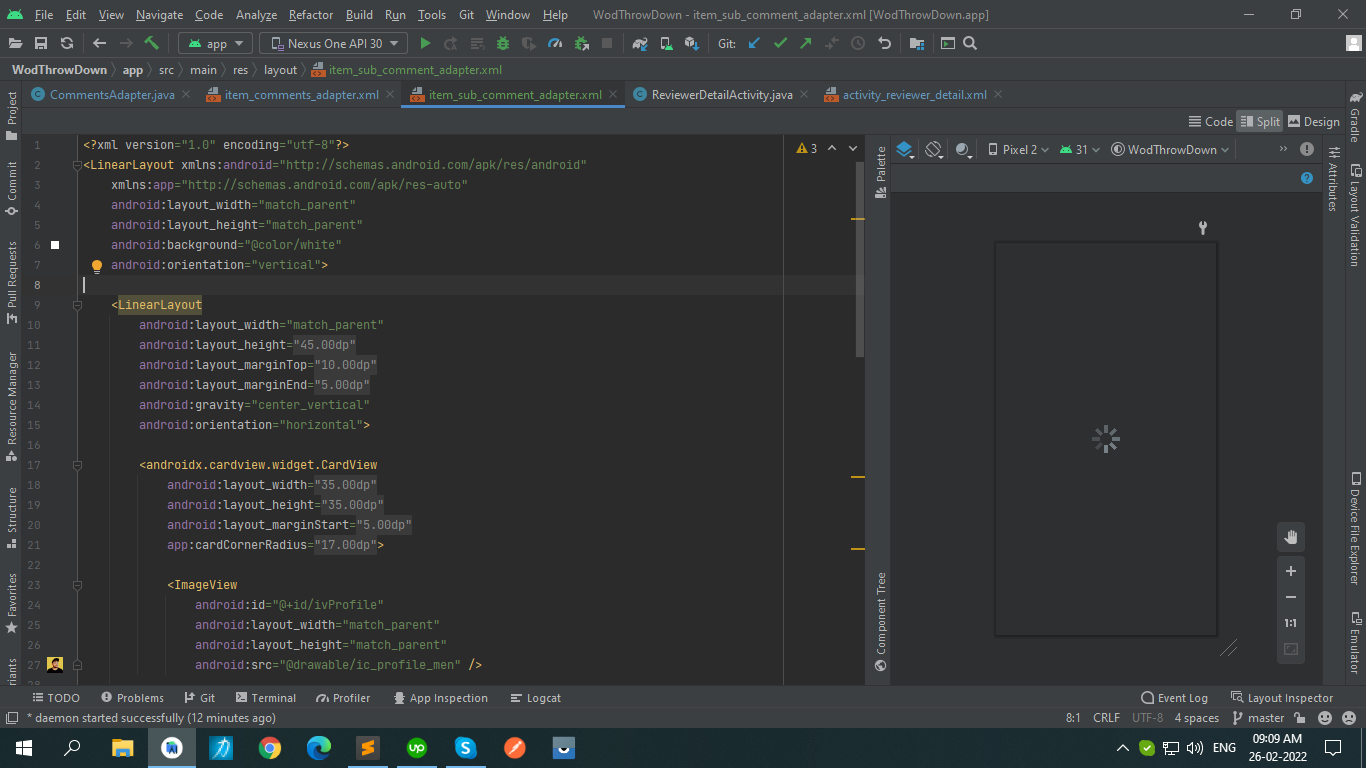 File Edit View Navigate Code Analyze Refactor Build Run Tools Git Window Help WodThrowDown - item_sub_comment_adapter.xml [WodThrowDown.app]
app Nexus One API 30 Git:
WodThrowDown app src main res layout item_sub_comment_adapter.xml
CommentsAdapter.java item_comments_adapter.xml item_sub_comment_adapter.xml ReviewerDetailActivity.java activity_reviewer_detail.xml
Code Split Design
Project
Commit
Pull Requests
Resource Manager
Structure
Favorites
1 <?xml version="1.0" encoding="utf-8"?>
2 <LinearLayout xmlns:android="http://schemas.android.com/apk/res/android"
3 xmlns:app="http://schemas.android.com/apk/res-auto"
4 android:layout_width="match_parent"
5 android:layout_height="match_parent"
6 android:background="@color/white"
7 android:orientation="vertical">
8
9 <LinearLayout
10 android:layout_width="match_parent"
11 android:layout_height="45.00dp"
12 android:layout_marginTop="10.00dp"
13 android:layout_marginEnd="5.00dp"
14 android:gravity="center_vertical"
15 android:orientation="horizontal">
16
17 <androidx.cardview.widget.CardView
18 android:layout_width="35.00dp"
19 android:layout_height="35.00dp"
20 android:layout_marginStart="5.00dp"
21 app:cardCornerRadius="17.00dp">
22
23 <ImageView
24 android:id="@+id/ivProfile"
25 android:layout_width="match_parent"
26 android:layout_height="match_parent"
27 android:src="@drawable/ic_profile_men" />
3
Palette
Component Tree
Pixel 2 31 WodThrowDown
1:1
Attributes
Gradle
Layout Validation
Device File Explorer
Emulator
TODO Problems Git Terminal Profiler App Inspection Logcat Event Log Layout Inspector
* daemon started successfully (12 minutes ago) 8:1 CRLF UTF-8 4 spaces master
ENG 09:09 AM
26-02-2022